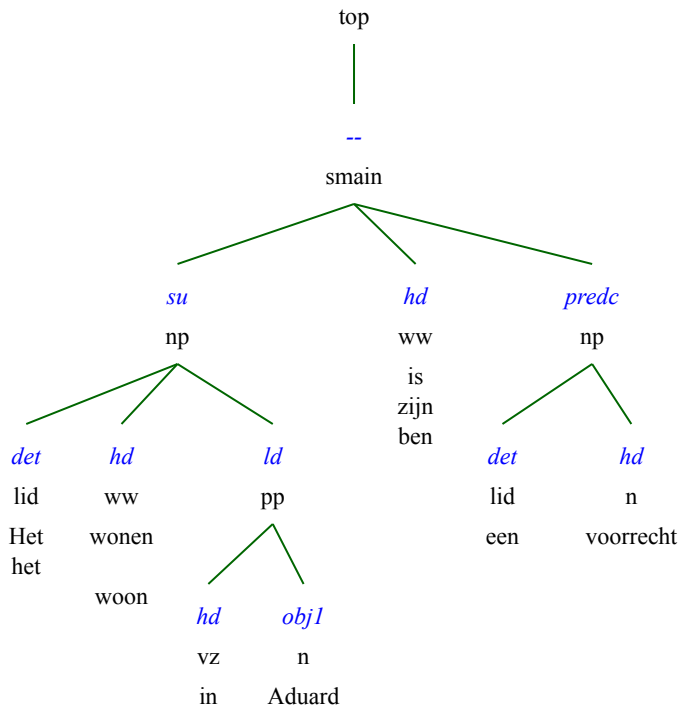 top
--
smain
su hd predc
np ww np
is
zijn
ben
det hd ld det hd
lid ww pp lid n
Het wonen een voorrecht
het
woon
hd obj1
vz n
in Aduard